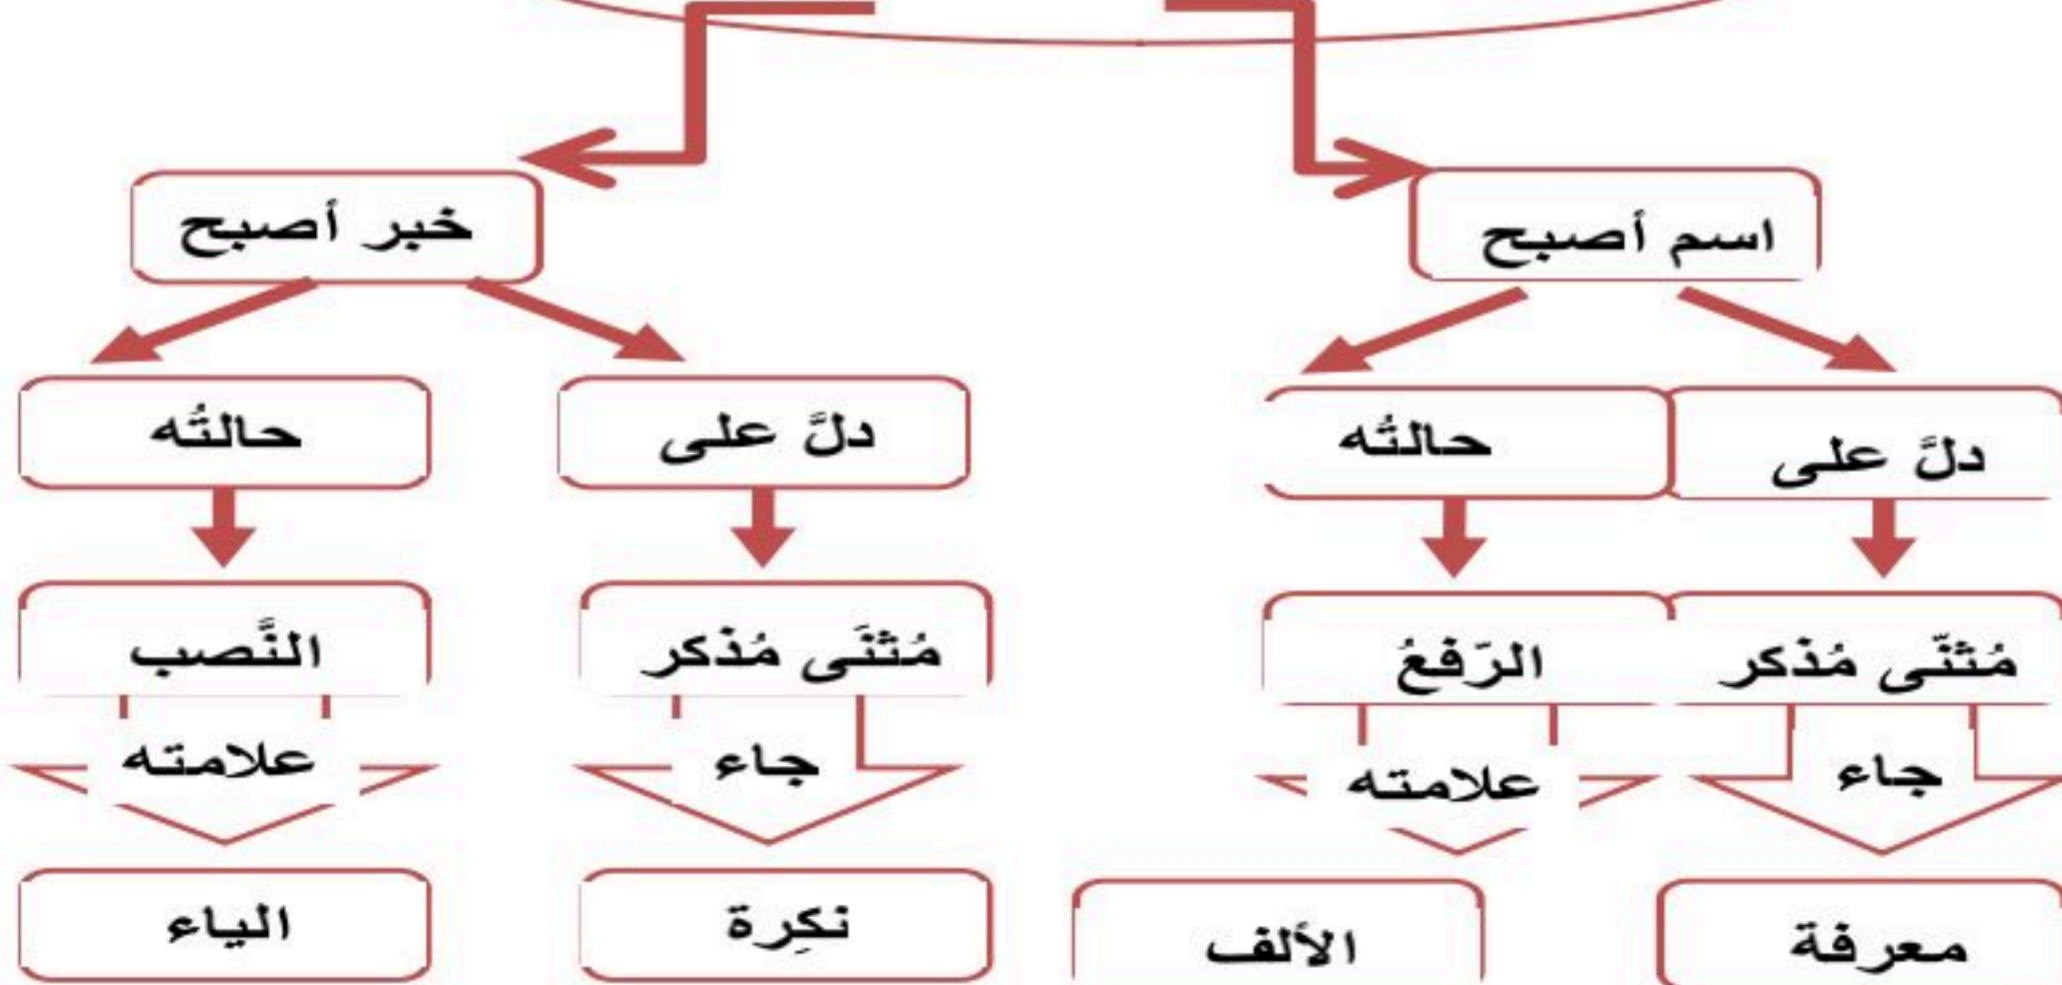 اسم أصبح
خبر أصبح
دلَّ على
حالتُه
دلَّ على
حالتُه
مُثنّى مُذكر
الرَفعُ
مُثنَى مُذكر
النَّصب
جاء
علامته
جاء
علامته
معرفة
الألف
نكِرة
الياء